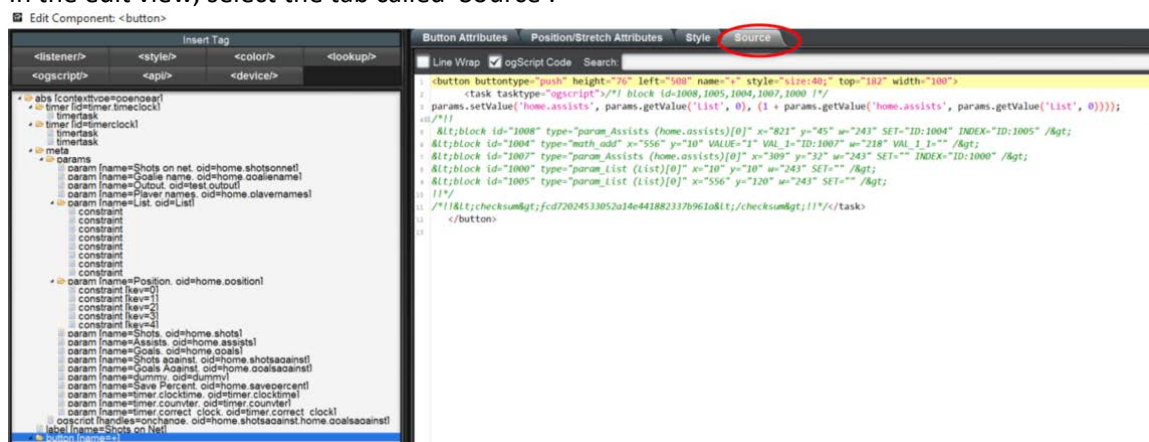 In the edit view, select the tab called 'Source'.
Edit Component: <button>
Insert Tag
<listener/> <style/> <color/> <lookup/>
<ogscript/> <api/> <device/>
abs [contexttype=opengear]
timer [id=timer.timeclock]
timertask
timer [id=timerclock]
timertask
timertask
meta
params
param [name=Shots on net, oid=home.shotsonnet]
param [name=Goalie name, oid=home.goaliename]
param [name=Output, oid=test.output]
param [name=Player names, oid=home.playernames]
param [name=List, oid=List]
constraint
constraint
constraint
constraint
constraint
constraint
constraint
constraint
param [name=Position, oid=home.position]
constraint [key=0]
constraint [key=1]
constraint [key=2]
constraint [key=3]
constraint [key=4]
param [name=Shots, oid=home.shots]
param [name=Assists, oid=home.assists]
param [name=Goals, oid=home.goals]
param [name=Shots against, oid=home.shotsagainst]
param [name=Goals Against, oid=home.goalsagainst]
param [name=dummy, oid=dummy]
param [name=Save Percent, oid=home.savepercent]
param [name=timer.clocktime, oid=timer.clocktime]
param [name=timer.counyter, oid=timer.counyter]
param [name=timer.correct_clock, oid=timer.correct_clock]
ogscript [handles=onchange, oid=home.shotsagainst,home.goalsagainst]
label [name=Shots on Net]
button [name=+]
Button Attributes Position/Stretch Attributes Style Source
Line Wrap ogScript Code Search:
1 <button buttontype="push" height="76" left="508" name="+" style="size:40;" top="182" width="100">
2 <task tasktype="ogscript">/*! block id=1008,1005,1004,1007,1000 !*/
3 params.setValue('home.assists', params.getValue('List', 0), (1 + params.getValue('home.assists', params.getValue('List', 0))));
/*!!
&lt;block id="1008" type="param_Assists (home.assists)[0]" x="821" y="45" w="243" SET="ID:1004" INDEX="ID:1005" /&gt;
&lt;block id="1004" type="math_add" x="556" y="10" VALUE="1" VAL_1="ID:1007" w="218" VAL_1_1="" /&gt;
&lt;block id="1007" type="param_Assists (home.assists)[0]" x="309" y="32" w="243" SET="" INDEX="ID:1000" /&gt;
&lt;block id="1000" type="param_List (List)[0]" x="10" y="10" w="243" SET="" /&gt;
&lt;block id="1005" type="param_List (List)[0]" x="556" y="120" w="243" SET="" /&gt;
!!*/
/*!!&lt;checksum&gt;fcd72024533052a14e441882337b961a&lt;/checksum&gt;!!*/</task>
</button>